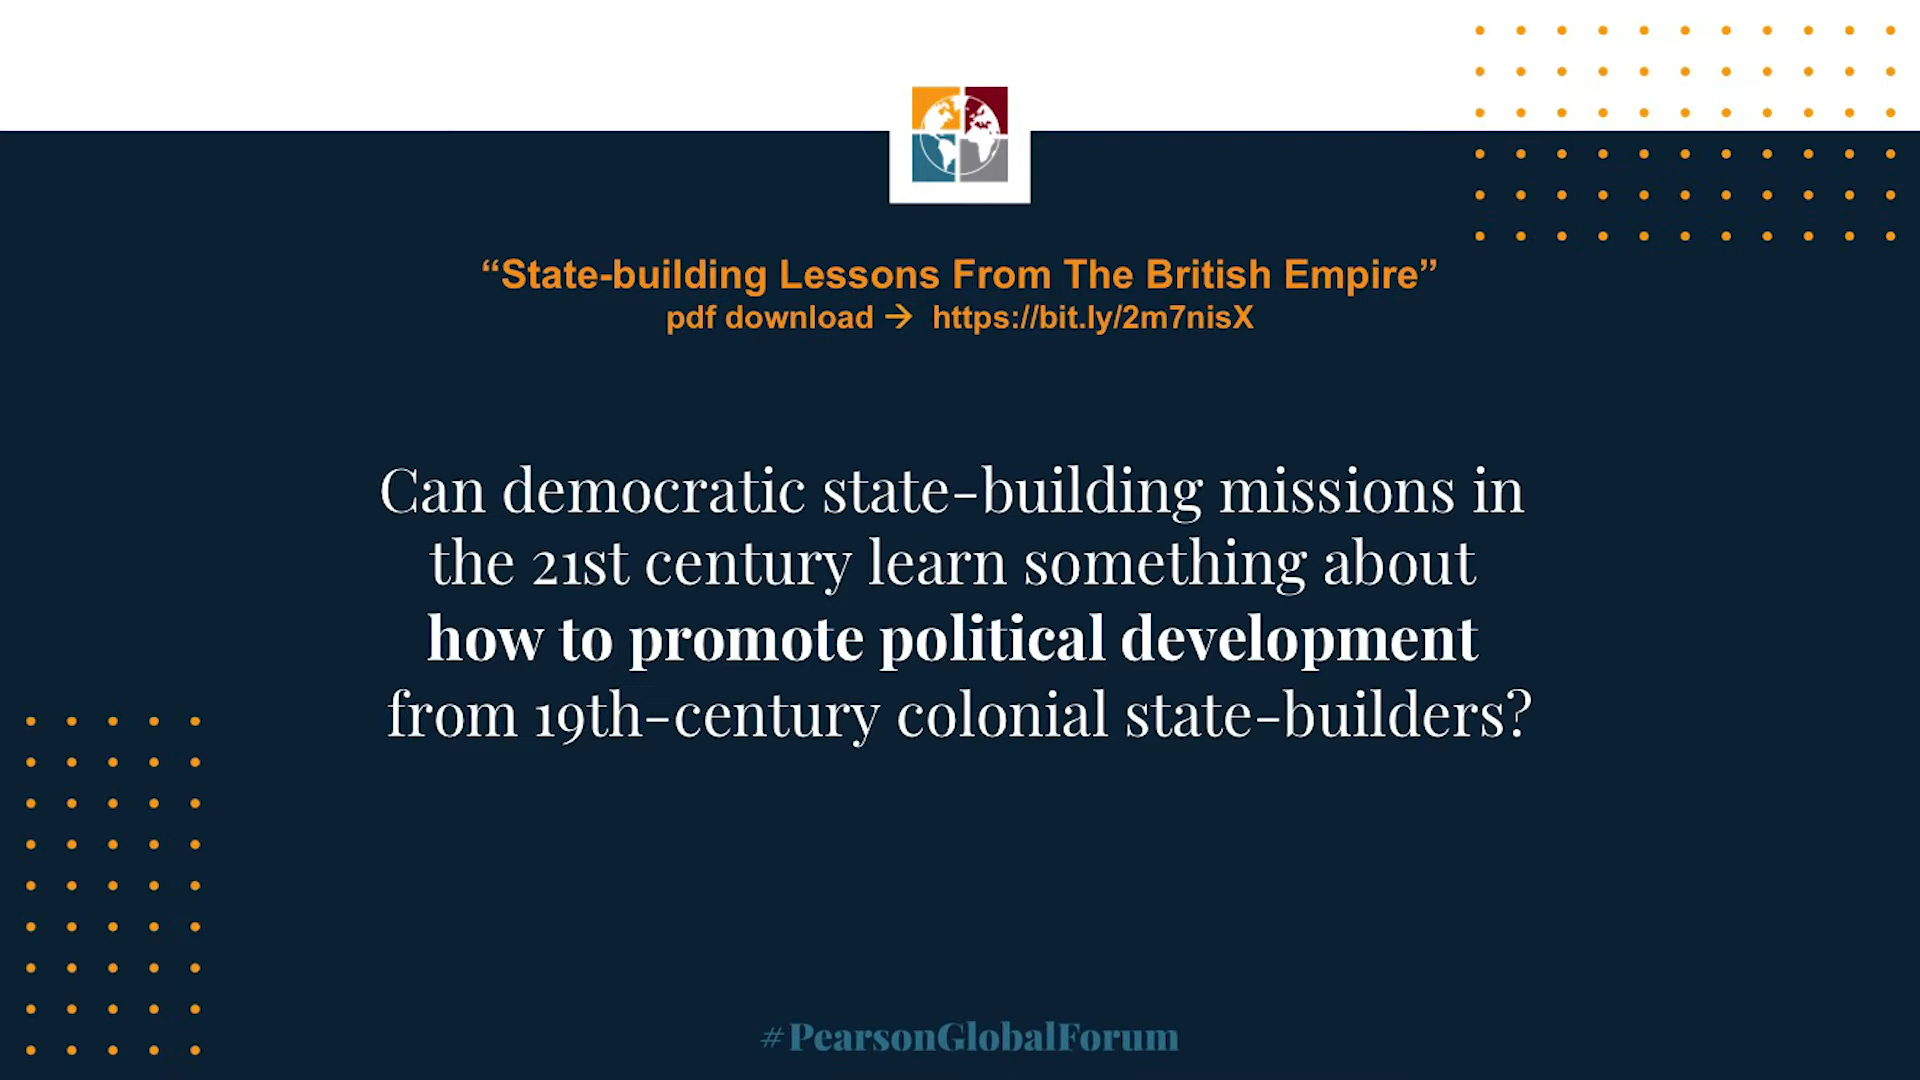 “State-building Lessons From The British Empire”
pdf download → https://bit.ly/2m7nisX
Can democratic state-building missions in
the 21st century learn something about
how to promote political development
from 19th-century colonial state-builders?
#PearsonGlobalForum